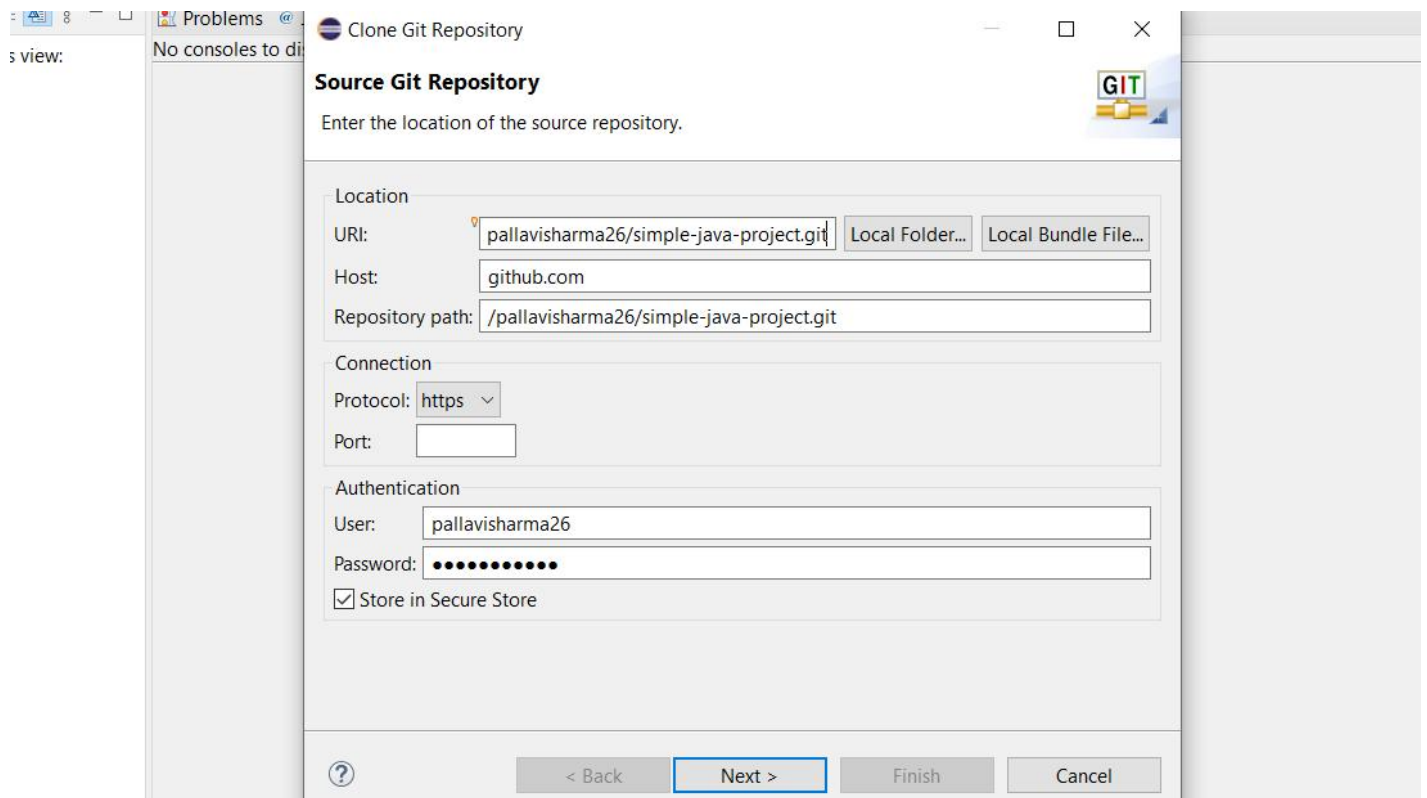 Problems @
s view:
No consoles to di
Clone Git Repository
Source Git Repository
GIT
Enter the location of the source repository.
Location
URI: pallavisharma26/simple-java-project.git Local Folder... Local Bundle File...
Host: github.com
Repository path: /pallavisharma26/simple-java-project.git
Connection
Protocol: https
Port:
Authentication
User: pallavisharma26
Password: •••••••••••
Store in Secure Store
? < Back Next > Finish Cancel